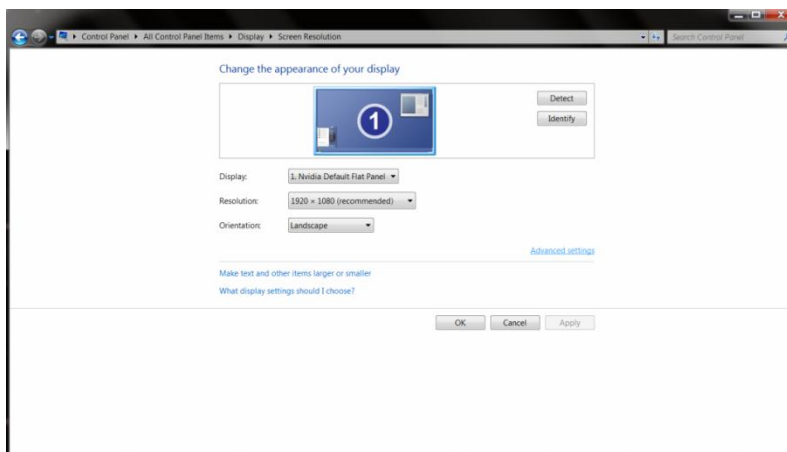 Control Panel ▸ All Control Panel Items ▸ Display ▸ Screen Resolution
Search Control Panel
Change the appearance of your display
1
Detect
Identify
Display:
1. Nvidia Default Flat Panel
Resolution:
1920 × 1080 (recommended)
Orientation:
Landscape
Advanced settings
Make text and other items larger or smaller
What display settings should I choose?
OK
Cancel
Apply